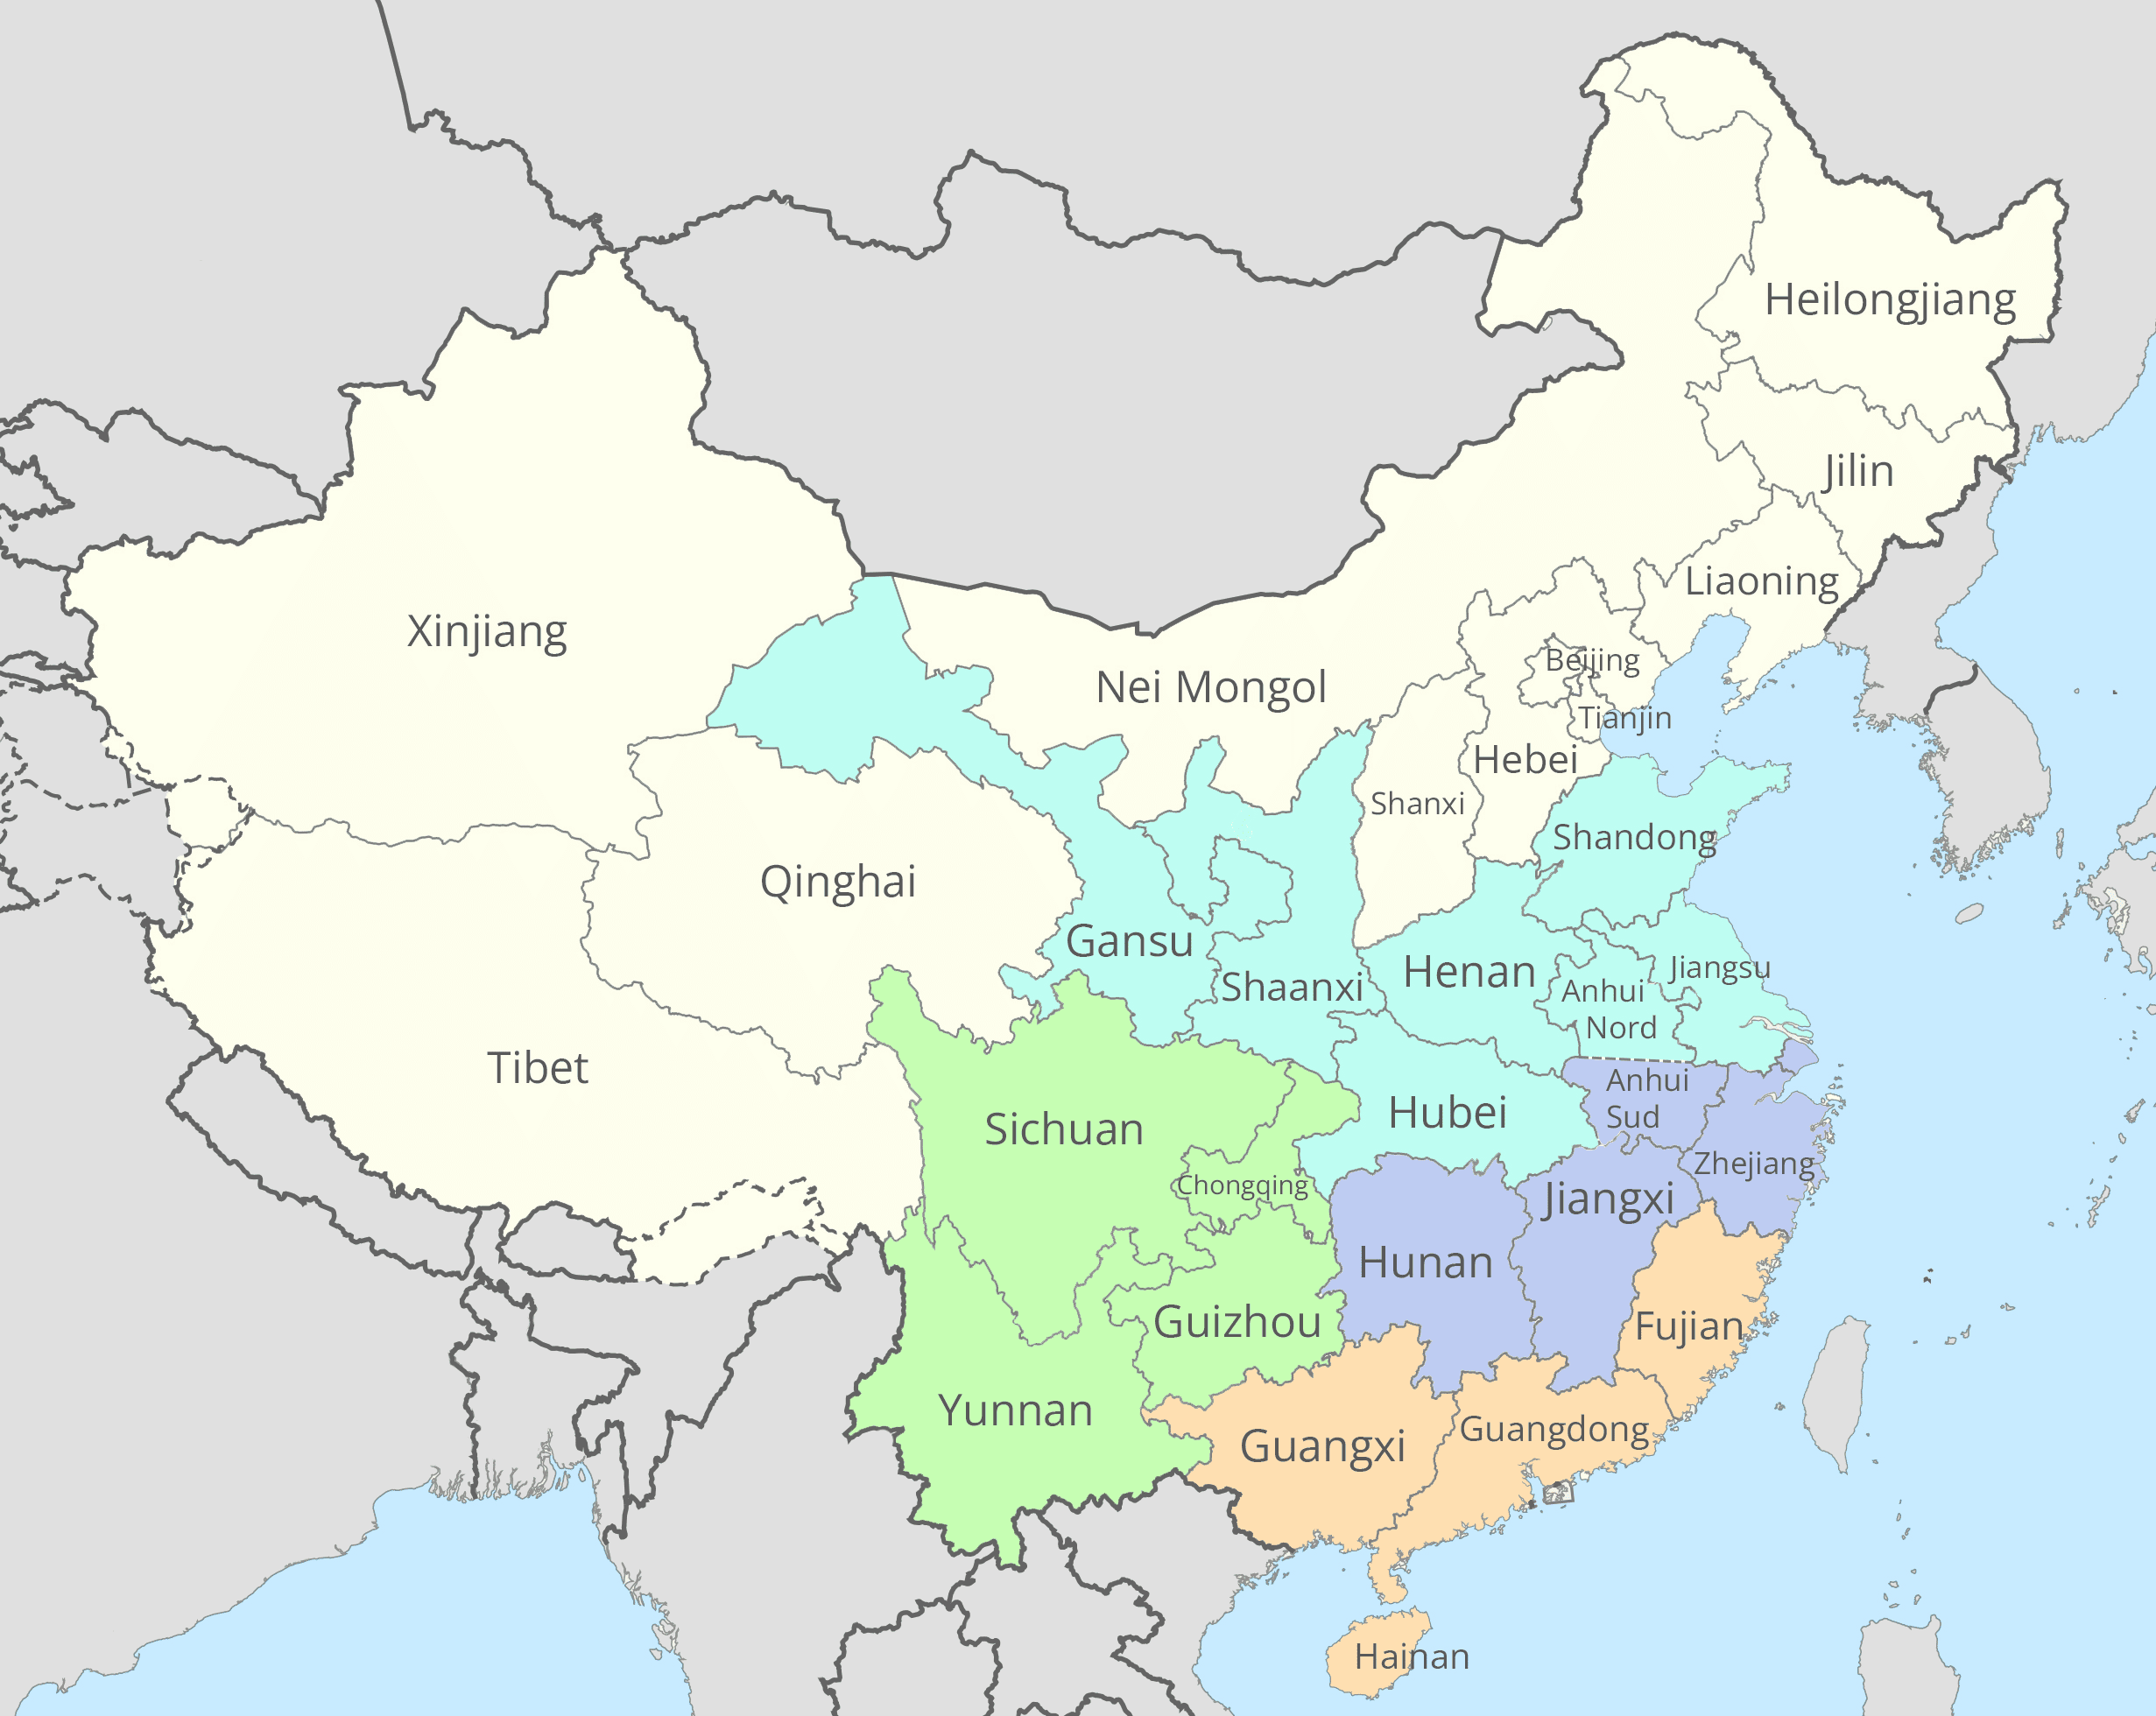 Heilongjiang
Jilin
Liaoning
Xinjiang
Nei Mongol
Beijing
Tianjin
Hebei
Shanxi
Shandong
Qinghai
Gansu
Shaanxi
Henan
Jiangsu
Anhui
Nord
Tibet
Sichuan
Hubei
Anhui
Sud
Zhejiang
Chongqing
Jiangxi
Hunan
Guizhou
Fujian
Yunnan
Guangxi
Guangdong
Hainan